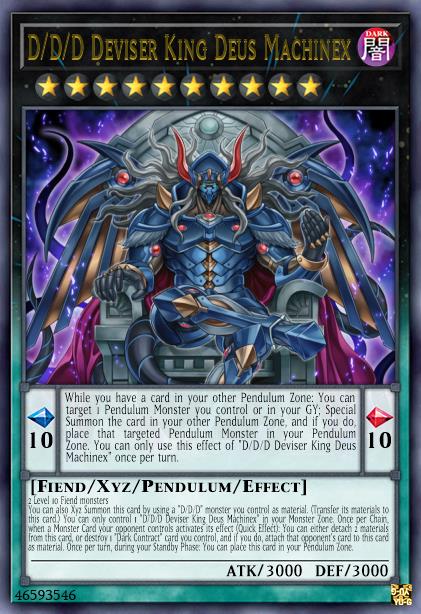 D/D/D Deviser King Deus Machinex
DARK
闇
While you have a card in your other Pendulum Zone: You can
target 1 Pendulum Monster you control or in your GY; Special
Summon the card in your other Pendulum Zone, and if you do,
place that targeted Pendulum Monster in your Pendulum
Zone. You can only use this effect of "D/D/D Deviser King Deus
Machinex" once per turn.
10
10
[Fiend/Xyz/Pendulum/Effect]
2 Level 10 Fiend monsters
You can also Xyz Summon this card by using a "D/D/D" monster you control as material. (Transfer its materials to
this card.) You can only control 1 "D/D/D Deviser King Deus Machinex" in your Monster Zone. Once per Chain,
when a Monster Card your opponent controls activates its effect (Quick Effect): You can either detach 2 materials
from this card, or destroy 1 "Dark Contract" card you control, and if you do, attach that opponent's card to this card
as material. Once per turn, during your Standby Phase: You can place this card in your Pendulum Zone.
ATK/3000 DEF/3000
46593546